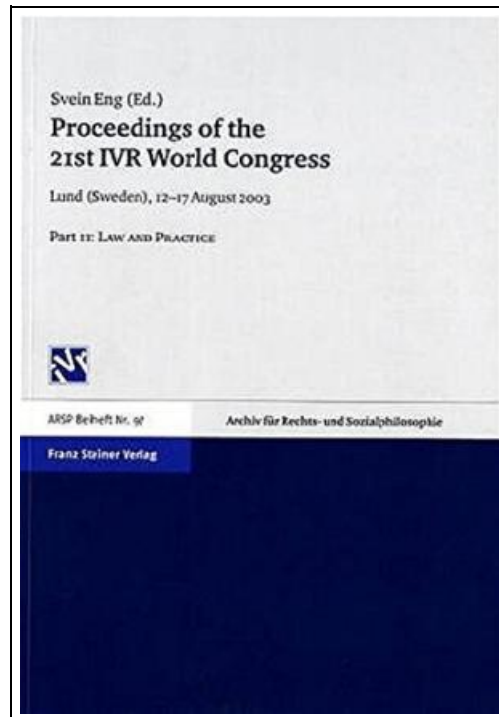 Svein Eng (Ed.)
Proceedings of the
21st IVR World Congress
Lund (Sweden), 12–17 August 2003
Part II: Law and Practice
ivr
ARSP Beiheft Nr. 97
Archiv für Rechts- und Sozialphilosophie
Franz Steiner Verlag